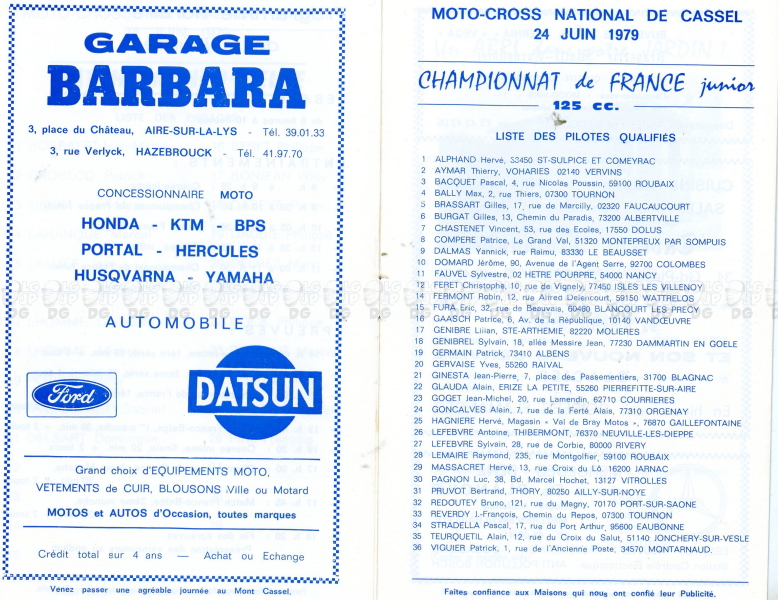 GARAGE
BARBARA
3, place du Château, AIRE-SUR-LA-LYS - Tél. 39.01.33
3, rue Verlyck, HAZEBROUCK - Tél. 41.97.70
CONCESSIONNAIRE MOTO
HONDA - KTM - BPS
PORTAL - HERCULES
HUSQVARNA - YAMAHA
AUTOMOBILE
Ford
DATSUN
Grand choix d'EQUIPEMENTS MOTO,
VETEMENTS de CUIR, BLOUSONS Ville ou Motard
MOTOS et AUTOS d'Occasion, toutes marques
Crédit total sur 4 ans — Achat ou Echange
Venez passer une agréable journée au Mont Cassel.
MOTO-CROSS NATIONAL DE CASSEL
24 JUIN 1979
CHAMPIONNAT de FRANCE junior
125 cc.
LISTE DES PILOTES QUALIFIÉS
1 ALPHAND Hervé, 53450 ST-SULPICE ET COMEYRAC
2 AYMAR Thierry, VOHARIES 02140 VERVINS
3 BACQUET Pascal, 4, rue Nicolas Poussin, 59100 ROUBAIX
4 BALLY Max, 2, rue Thiers, 07300 TOURNON
5 BRASSART Gilles, 17, rue de Marcilly, 02320 FAUCAUCOURT
6 BURGAT Gilles, 13, Chemin du Paradis, 73200 ALBERTVILLE
7 CHASTENET Vincent, 53, rue des Ecoles, 17550 DOLUS
8 COMPERE Patrice, Le Grand Val, 51320 MONTEPREUX PAR SOMPUIS
9 DALMAS Yannick, rue Raimu, 83330 LE BEAUSSET
10 DOMARD Jérôme, 90, Avenue de l'Agent Sarre, 92700 COLOMBES
11 FAUVEL Sylvestre, 02 HETRE POURPRE, 54000 NANCY
12 FERET Christophe, 10, rue de Vignely, 77450 ISLES LES VILLENOY
14 FERMONT Robin, 12, rue Alfred Delencourt, 59150 WATTRELOS
15 FURA Eric, 32, rue de Beauvais, 60490 BLANCOURT LES PRECY
16 GAASCH Patrice, 6, Av. de la République, 10140 VANDŒUVRE
17 GENIBRE Lilian, STE-ARTHEMIE, 82220 MOLIERES
18 GENIBREL Sylvain, 18, allée Messire Jean, 77230 DAMMARTIN EN GOELE
19 GERMAIN Patrick, 73410 ALBENS
20 GERVAISE Yves, 55260 RAIVAL
21 GINESTA Jean-Pierre, 7, place des Passementiers, 31700 BLAGNAC
22 GLAUDA Alain, ERIZE LA PETITE, 55260 PIERREFITTE-SUR-AIRE
23 GOGET Jean-Michel, 20, rue Lamendin, 62710 COURRIERES
24 GONCALVES Alain, 7, rue de la Ferté Alais, 77310 ORGENAY
25 HAGNIERE Hervé, Magasin « Val de Bray Motos », 76870 GAILLEFONTAINE
26 LEFEBVRE Antoine, THIBERMONT, 76370 NEUVILLE-LES-DIEPPE
27 LEFEBVRE Sylvain, 28, rue de Corbie, 80000 RIVERY
28 LEMAIRE Raymond, 235, rue Montgolfier, 59100 ROUBAIX
29 MASSACRET Hervé, 13, rue Croix du Lô. 16200 JARNAC
30 PAGNON Luc, 38, Bd. Marcel Hochet, 13127 VITROLLES
31 PRUVOT Bertrand, THORY, 80250 AILLY-SUR-NOYE
32 REDOUTEY Bruno, 121, rue du Magny, 70170 PORT-SUR-SAONE
33 REVERDY J.-François, Chemin du Repos, 07300 TOURNON
34 STRADELLA Pascal, 17, rue du Port Arthur, 95600 EAUBONNE
35 TEURQUETIL Alain, 12, rue du Croix du Salut, 51140 JONCHERY-SUR-VESLE
36 VIGUIER Patrick, 1, rue de l'Ancienne Poste, 34570 MONTARNAUD.
Faites confiance aux Maisons qui nous ont confié leur Publicité.